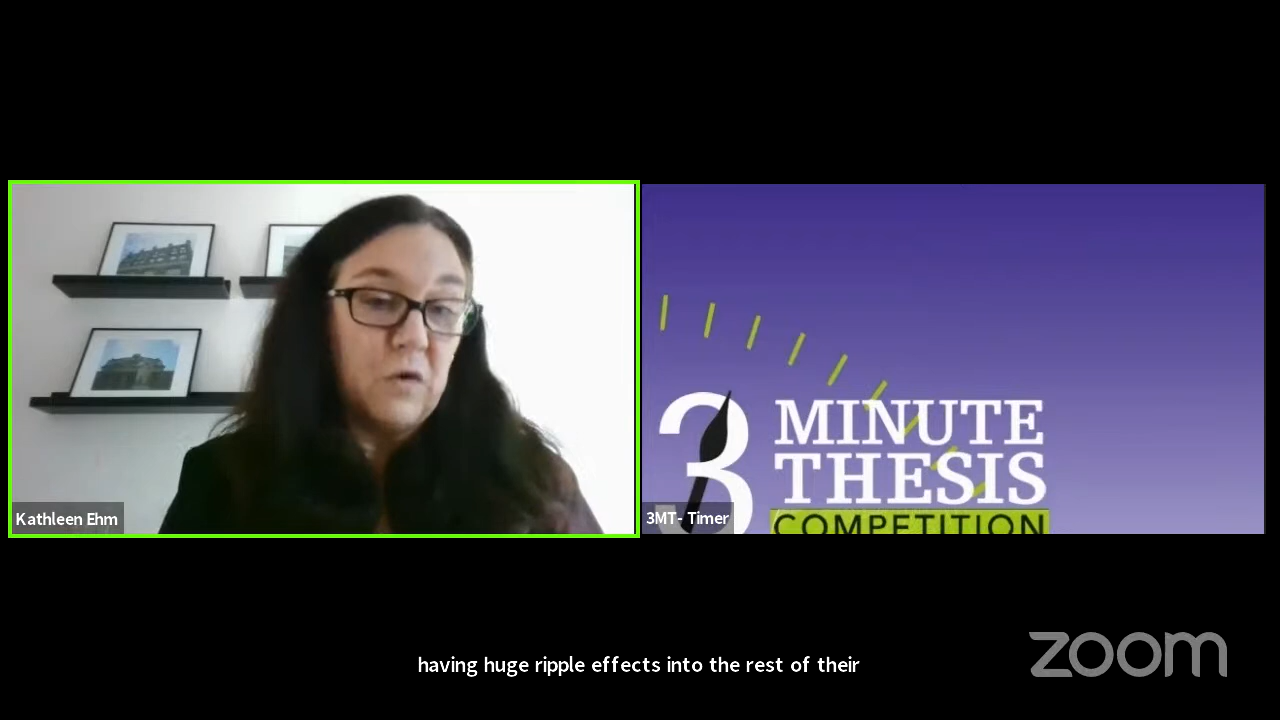 Kathleen Ehm
3 MINUTE
THESIS
COMPETITION
3MT- Timer
having huge ripple effects into the rest of their
zoom